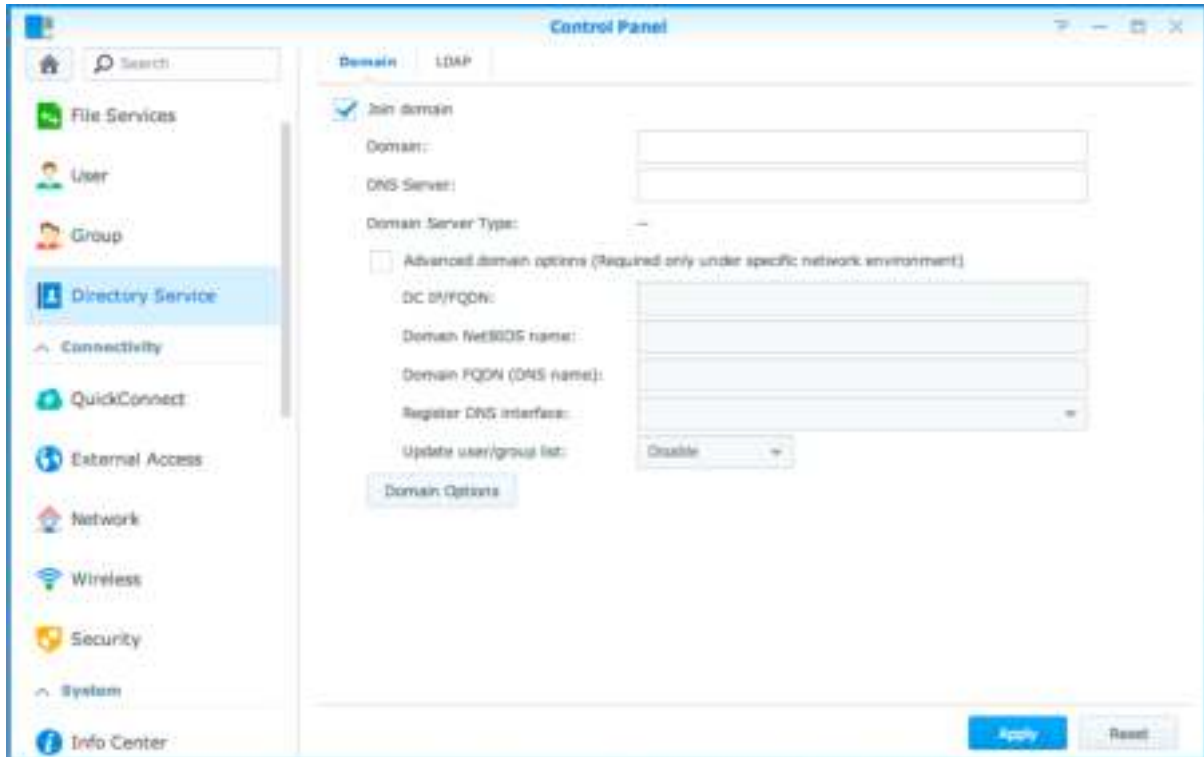 Control Panel
Search
File Services
User
Group
Directory Service
Connectivity
QuickConnect
External Access
Network
Wireless
Security
System
Info Center
Domain LDAP
Join domain
Domain:
DNS Server:
Domain Server Type: --
Advanced domain options (Required only under specific network environment)
DC IP/FQDN:
Domain NetBIOS name:
Domain FQDN (DNS name):
Register DNS interface:
Update user/group list: Disable
Domain Options
Apply Reset